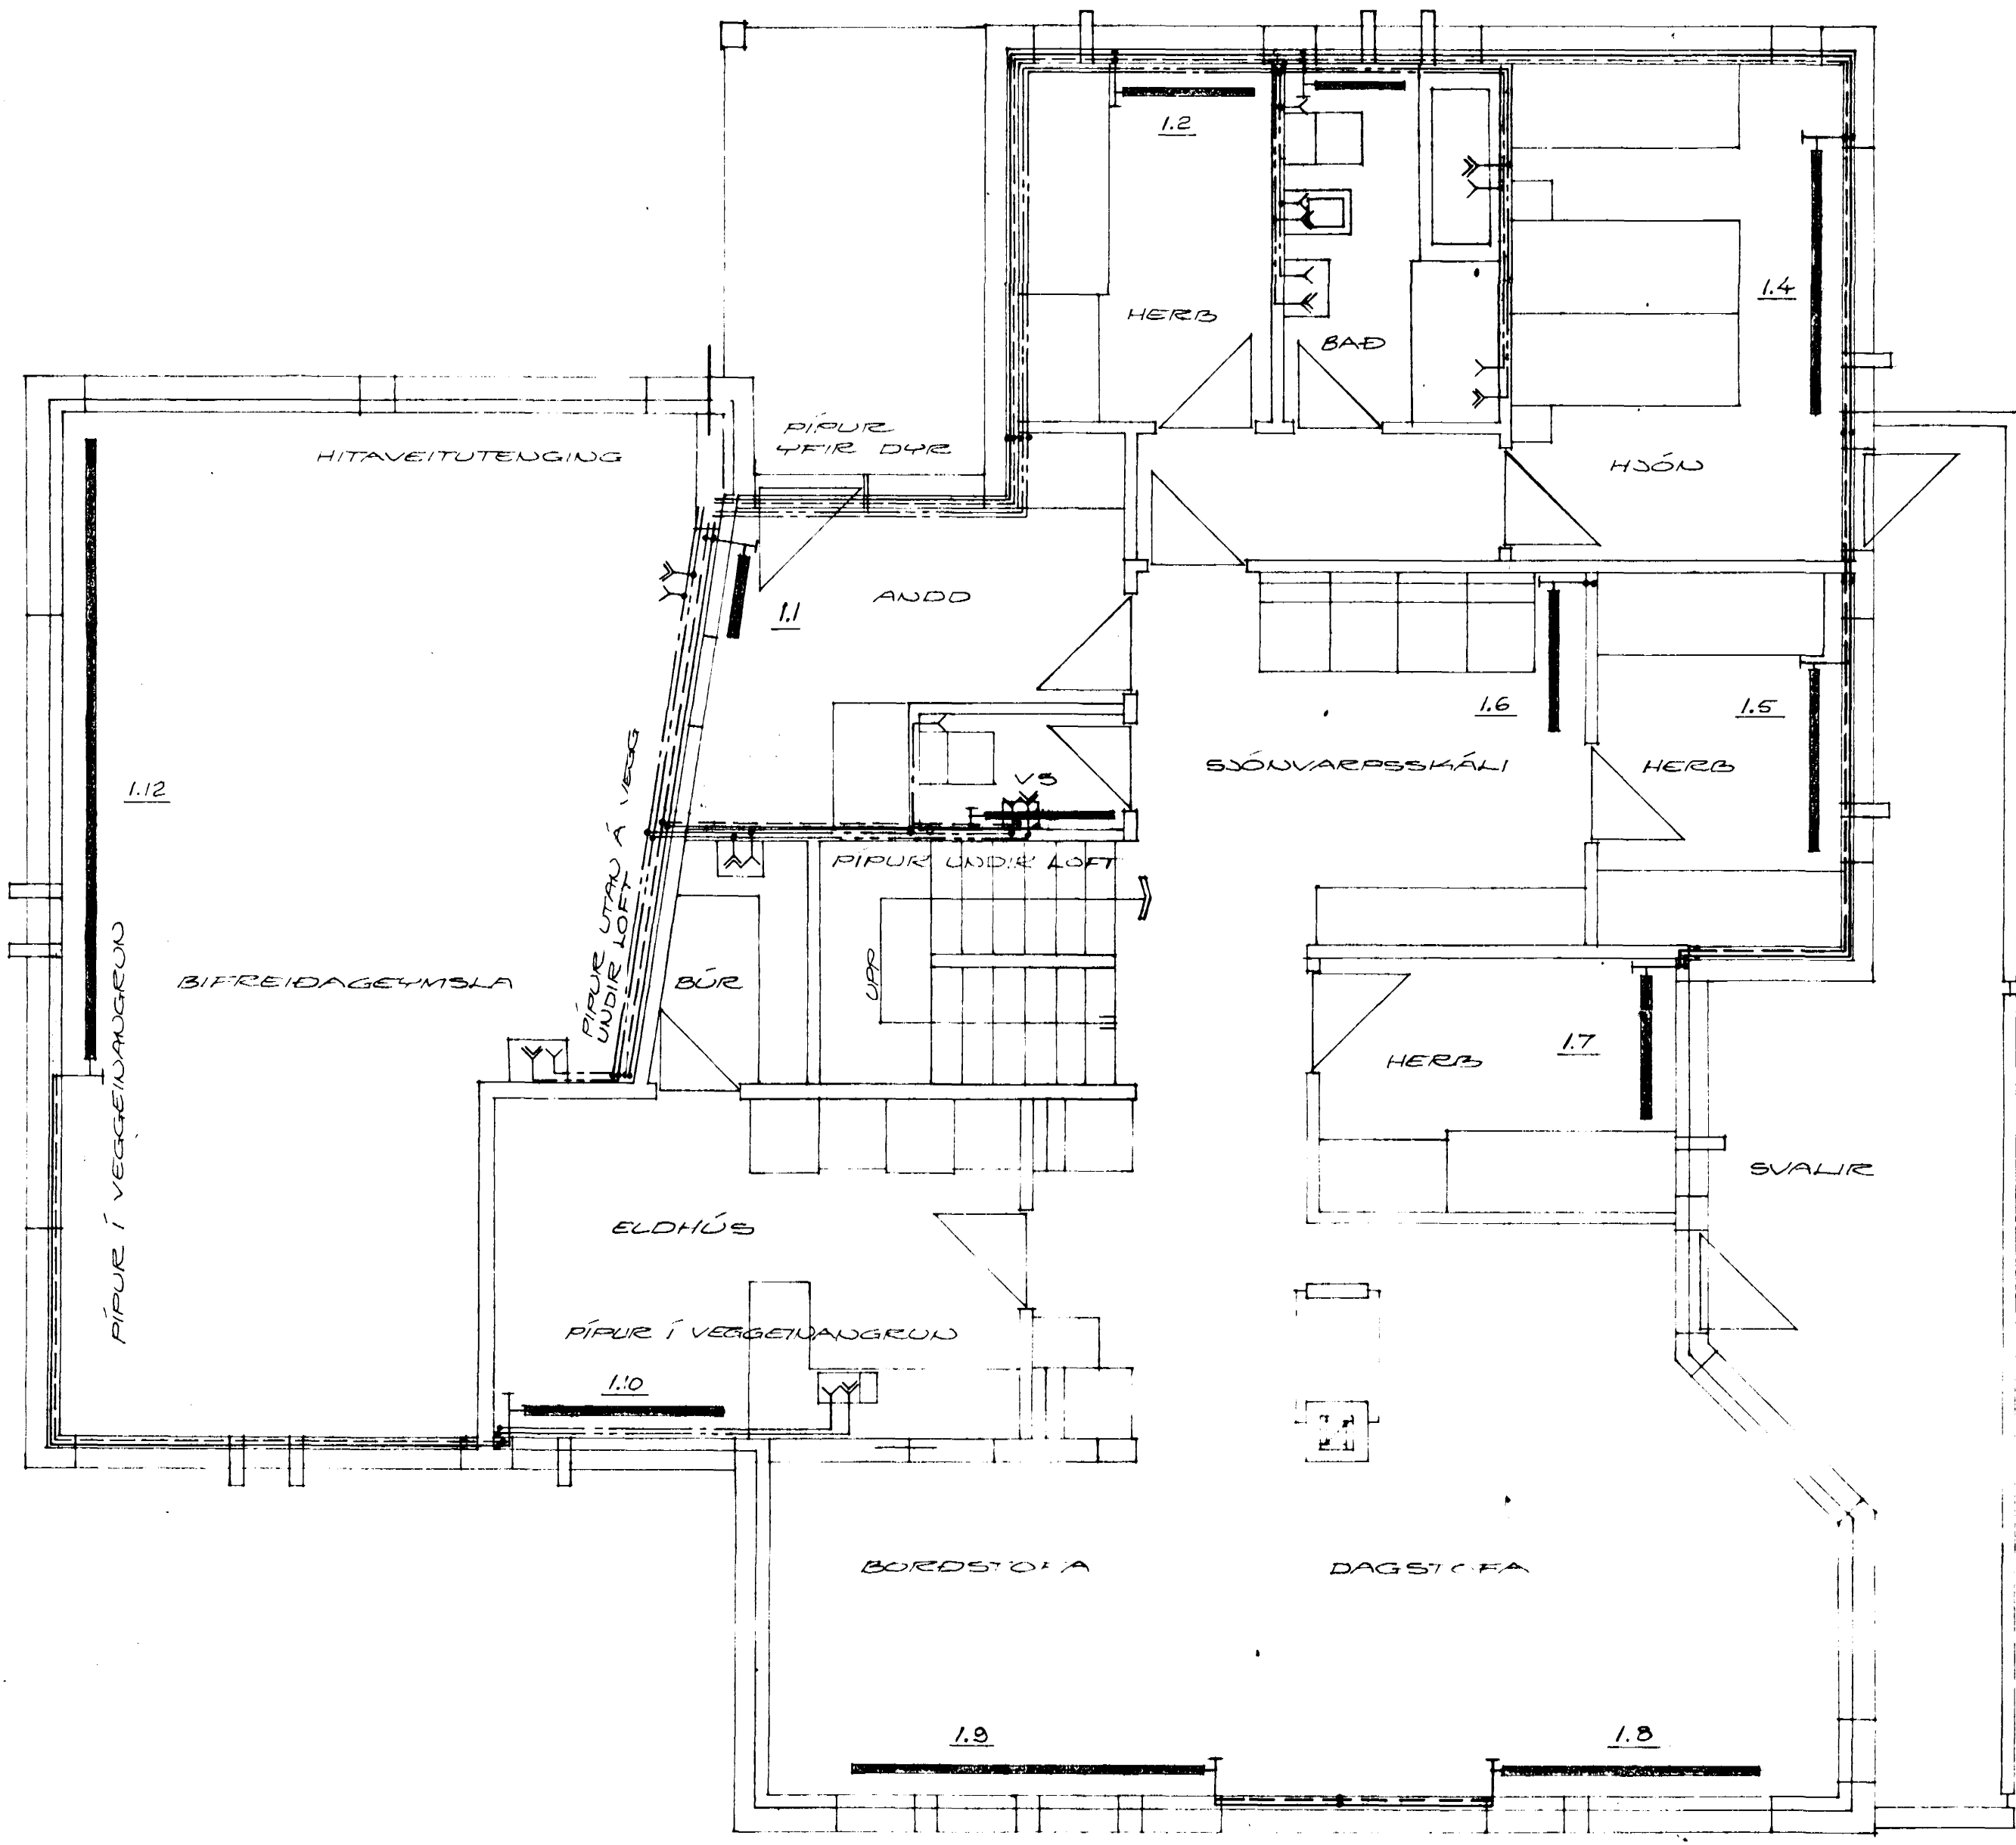 1.2
1.4
HERB
BAÐ
PÍPUR
YFIR DYR
HITAVEITUTENGING
HJÓN
ANDD
1.1
1.6
1.5
SJÓNVARPSSKÁLI
HERB
VS
1.12
PÍPUR UTAN Á VEGG
UNDIR LOFT
PÍPUR UNDIR LOFT
BIFREIÐAGEYMSLA
BÚR
UPP
PÍPUR Í VEGGEINANGRUN
HERB
1.7
SVALIR
ELDHÚS
PÍPUR Í VEGGEINANGRUN
1.10
BORÐSTOFA
DAGSTOFA
1.9
1.8